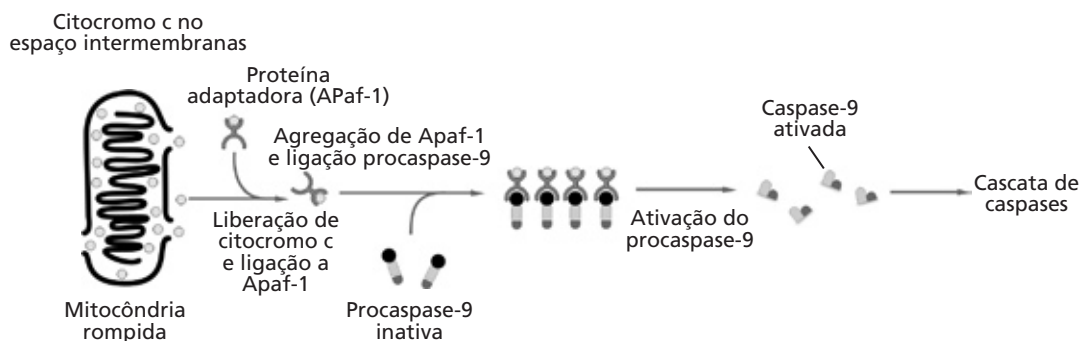 Citocromo c no
espaço intermembranas
Proteína
adaptadora (APaf-1)
Agregação de Apaf-1
e ligação procaspase-9
Caspase-9
ativada
Liberação de
citocromo c
e ligação a
Apaf-1
Ativação do
procaspase-9
Cascata de
caspases
Mitocôndria
rompida
Procaspase-9
inativa